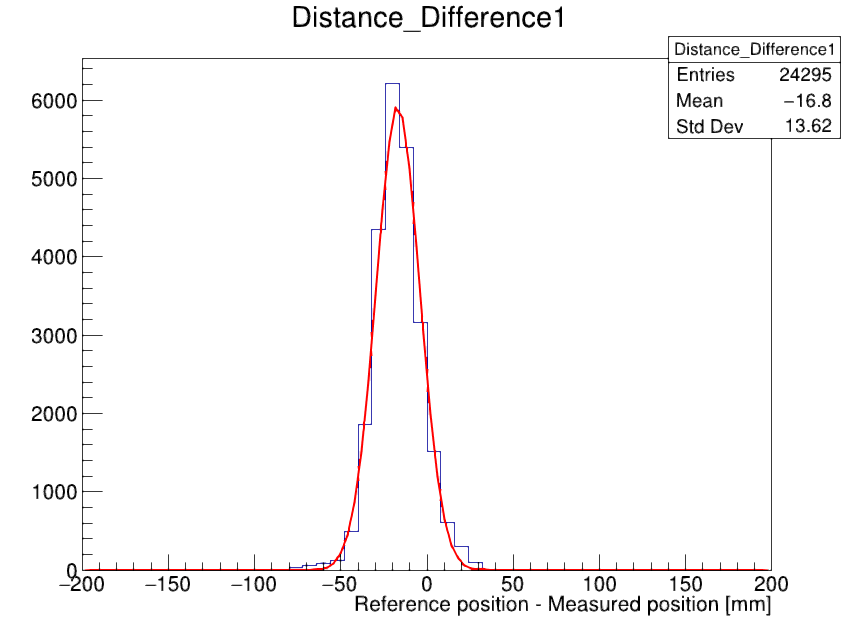 Distance_Difference1
Distance_Difference1
Entries 24295
Mean −16.8
Std Dev 13.62
6000
5000
4000
3000
2000
1000
0
−200 −150 −100 −50 0 50 100 150 200
Reference position - Measured position [mm]